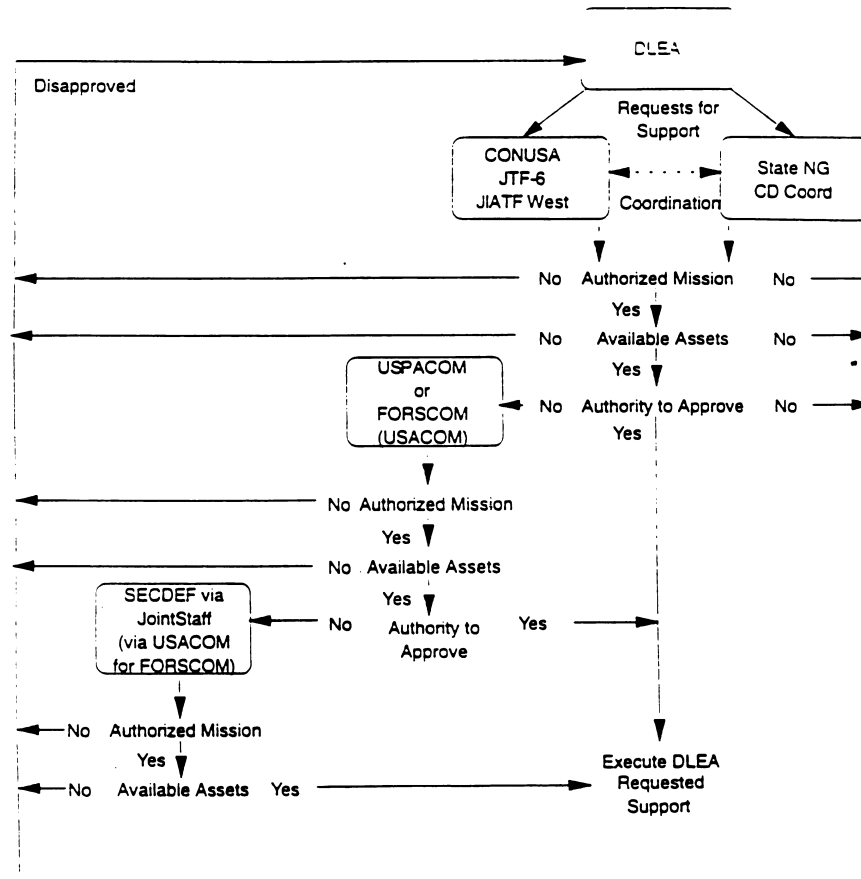 DLEA
Disapproved
Requests for
Support
CONUSA
JTF-6
JIATF West
Coordination
State NG
CD Coord
No Authorized Mission No
Yes
No Available Assets No
Yes
USPACOM
or
FORSCOM
(USACOM)
No Authority to Approve No
Yes
No Authorized Mission
Yes
No Available Assets
Yes
SECDEF via
JointStaff
(via USACOM
for FORSCOM)
No Authority to Yes
Approve
No Authorized Mission
Yes
No Available Assets Yes
Execute DLEA
Requested
Support